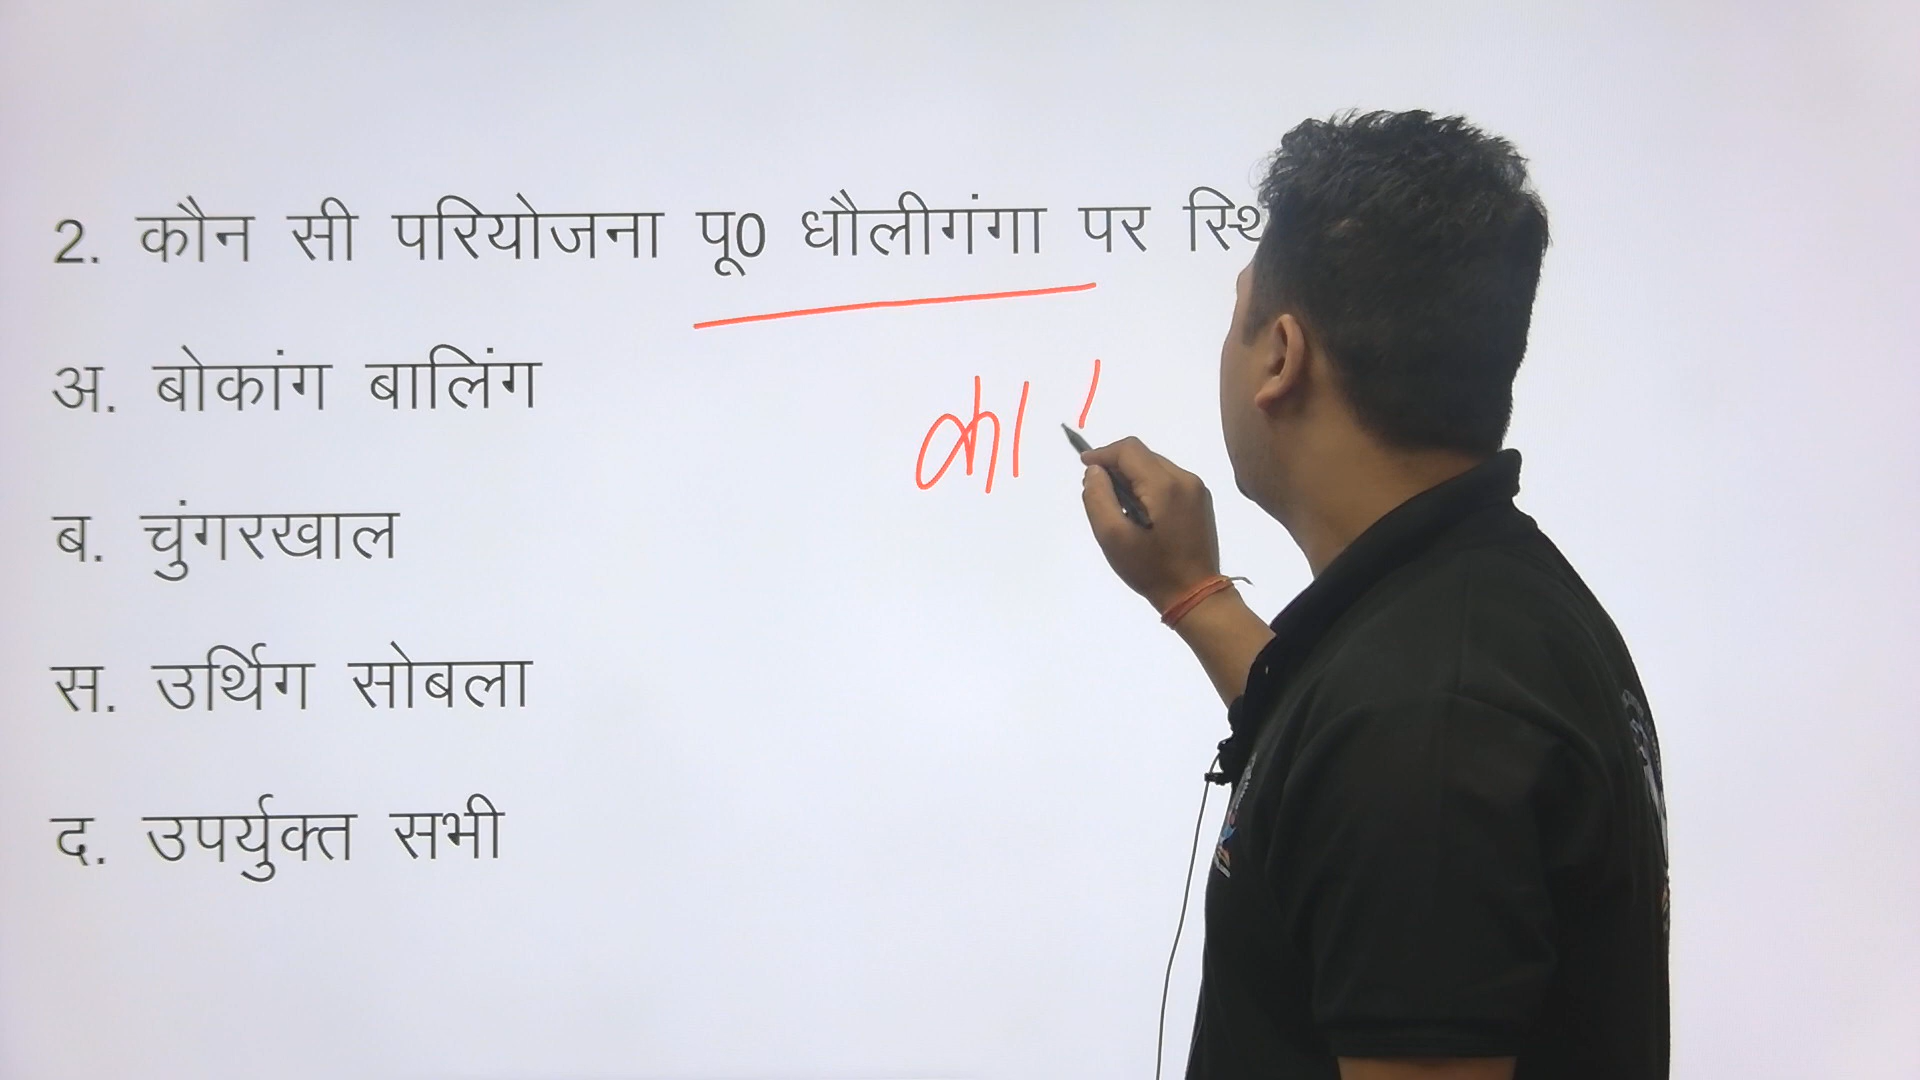 2. कौन सी परियोजना पू0 धौलीगंगा पर
अ. बोकांग बालिंग
का
ब. चुंगरखाल
स. उर्थिग सोबला
द. उपर्युक्त सभी